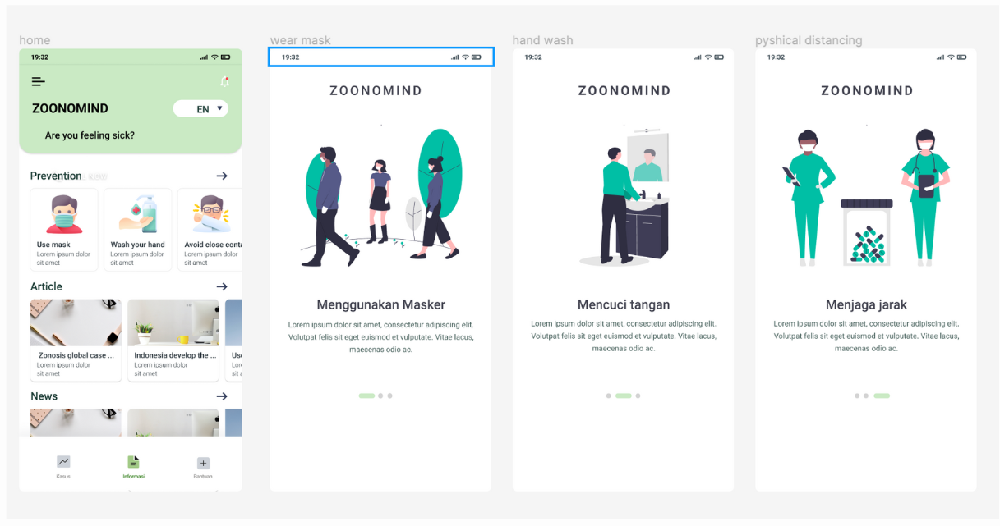 home
19:32
ZOONOMIND
EN
Are you feeling sick?
Prevention NOW
Use mask
Lorem ipsum dolor
sit amet
Wash your hand
Lorem ipsum dolor
sit amet
Avoid close conta
Lorem ipsum dolor
sit amet
Article
Zonosis global case ...
Lorem ipsum dolor
sit amet
Indonesia develop the ...
Lorem ipsum dolor
sit amet
Use
Lore
sit a
News
Kasus
Informasi
Bantuan
wear mask
19:32
ZOONOMIND
Menggunakan Masker
Lorem ipsum dolor sit amet, consectetur adipiscing elit.
Volutpat felis sit eget euismod et vulputate. Vitae lacus,
maecenas odio ac.
hand wash
19:32
ZOONOMIND
Mencuci tangan
Lorem ipsum dolor sit amet, consectetur adipiscing elit.
Volutpat felis sit eget euismod et vulputate. Vitae lacus,
maecenas odio ac.
pyshical distancing
19:32
ZOONOMIND
Menjaga jarak
Lorem ipsum dolor sit amet, consectetur adipiscing elit.
Volutpat felis sit eget euismod et vulputate. Vitae lacus,
maecenas odio ac.